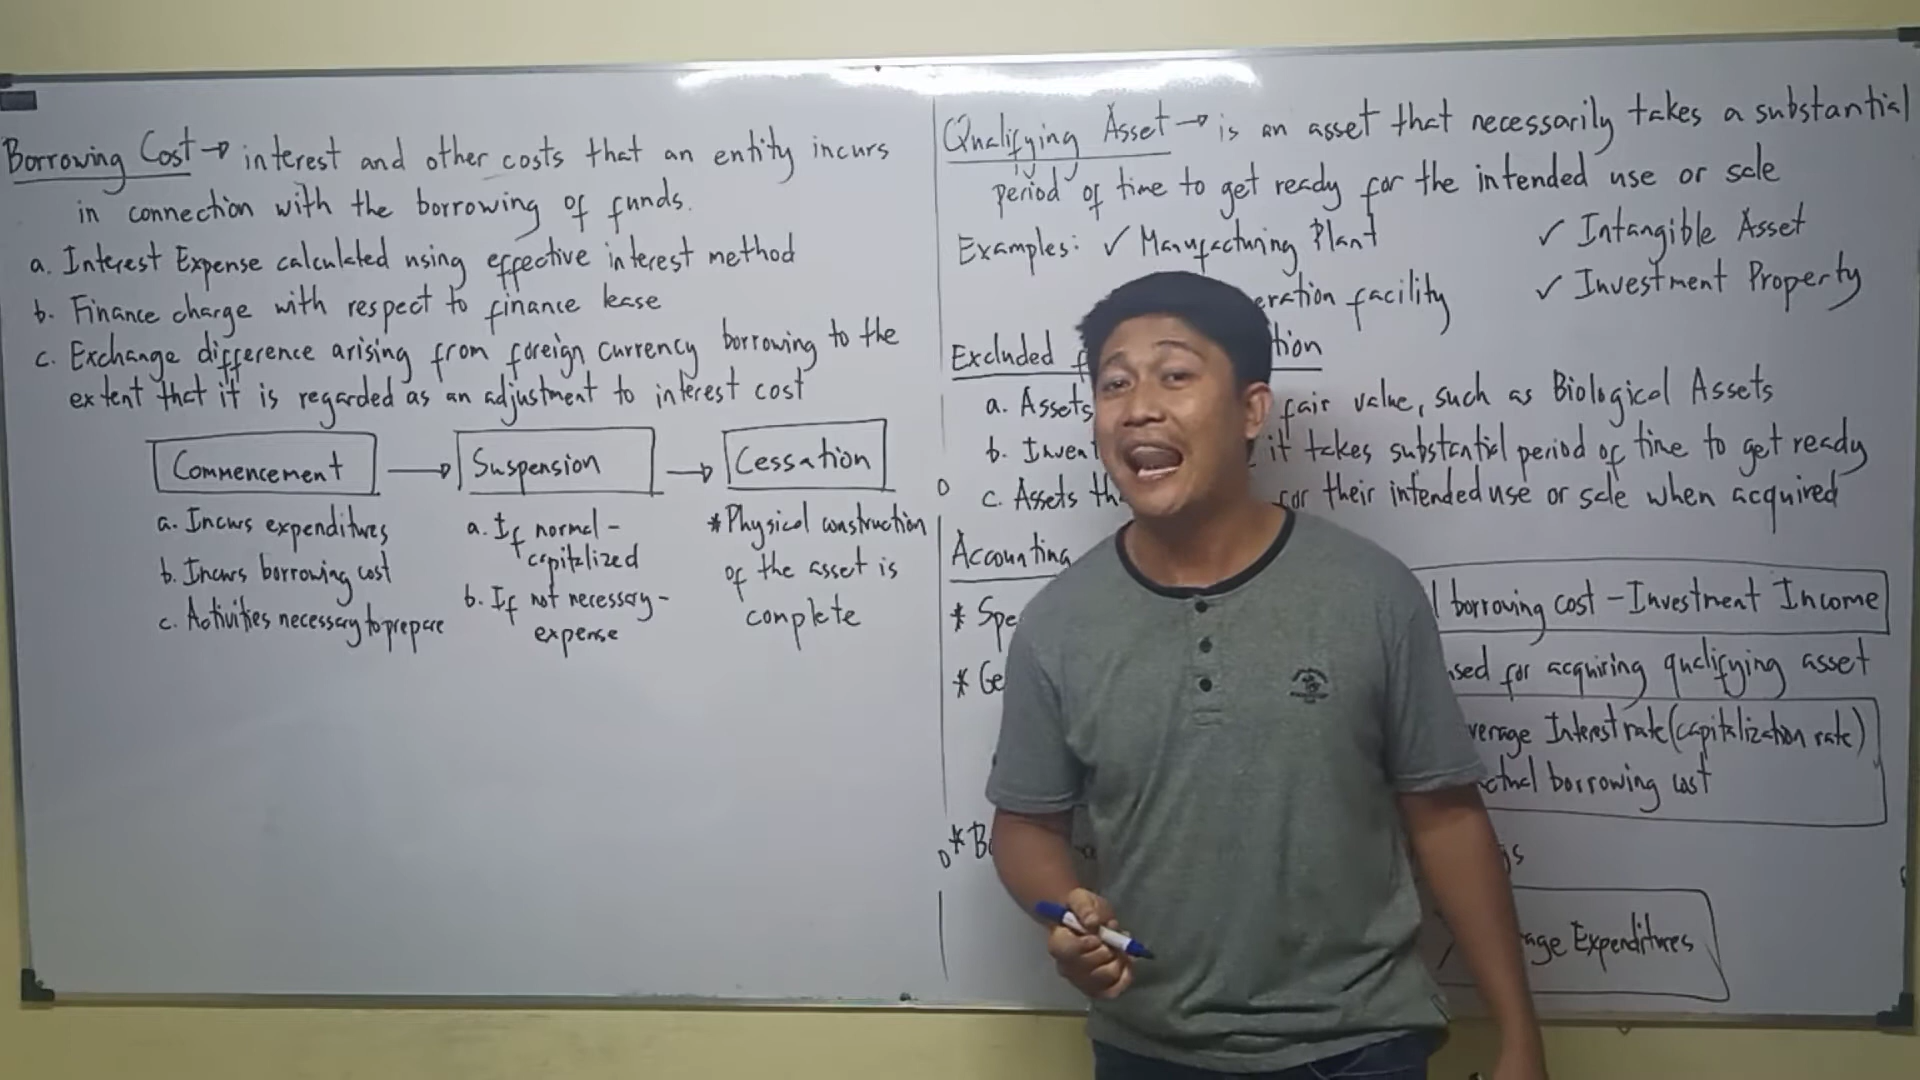 Borrowing Cost → interest and other costs that an entity incurs
in connection with the borrowing of funds.
a. Interest Expense calculated using effective interest method
b. Finance charge with respect to finance lease
c. Exchange difference arising from foreign currency borrowing to the
extent that it is regarded as an adjustment to interest cost
Commencement → Suspension → Cessation
a. Incurs expenditures
b. Incurs borrowing cost
c. Activities necessary to prepare
a. If normal -
capitalized
b. If not necessary -
expense
* Physical construction
of the asset is
complete
Qualifying Asset → is an asset that necessarily takes a substantial
period of time to get ready for the intended use or sale
Examples: ✓ Manufacturing Plant ✓ Intangible Asset
facility ✓ Investment Property
Excluded
a. Assets fair value, such as Biological Assets
b. it takes substantial period of time to get ready
c. Assets for their intended use or sale when acquired
Accounting
* borrowing cost - Investment Income
* for acquiring qualifying asset
Interest rate (capitalization rate)
borrowing cost
*
Expenditures